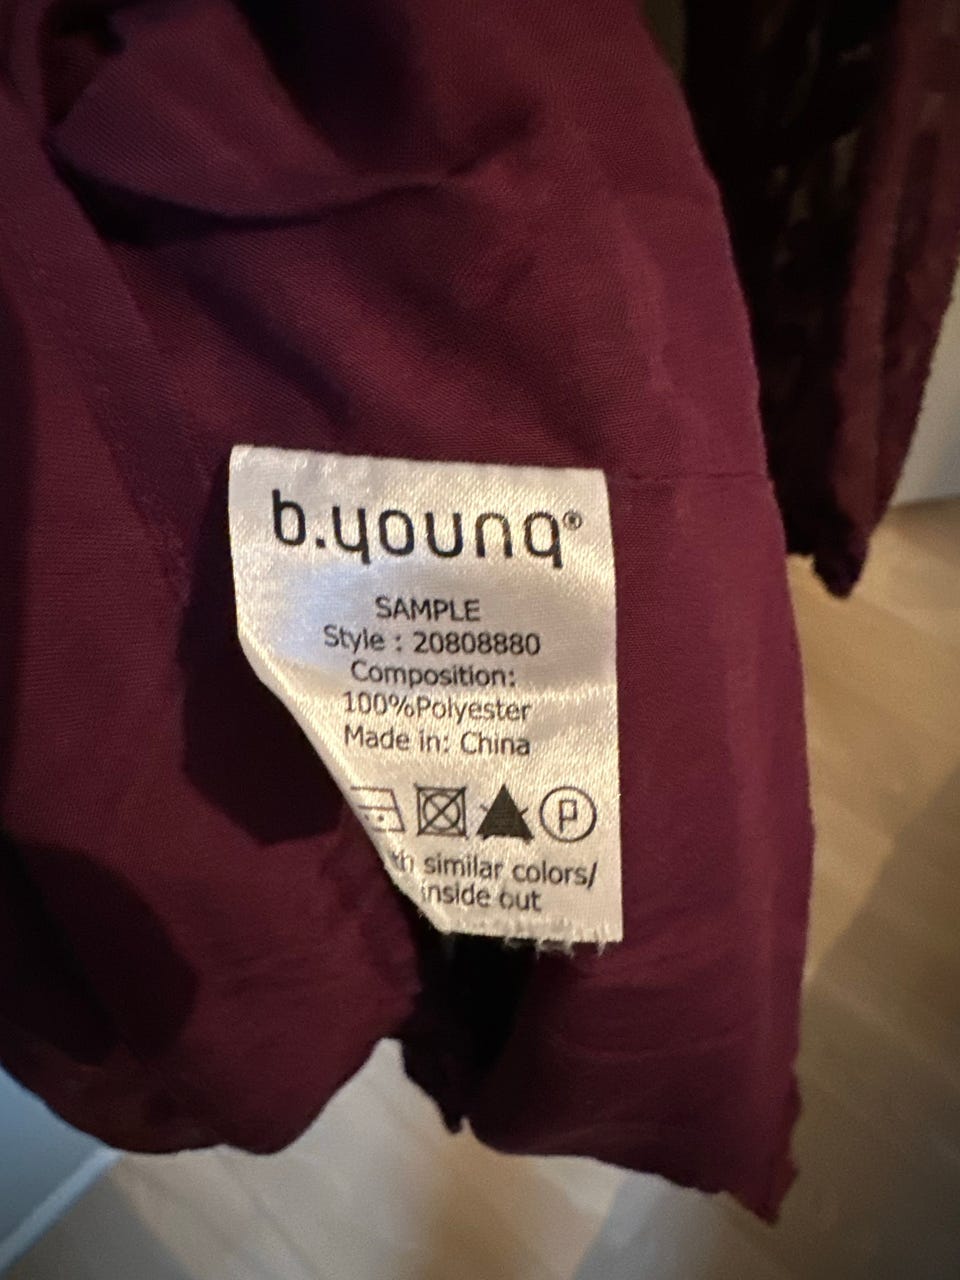 b.young®
SAMPLE
Style : 20808880
Composition:
100%Polyester
Made in: China
P
similar colors/
inside out